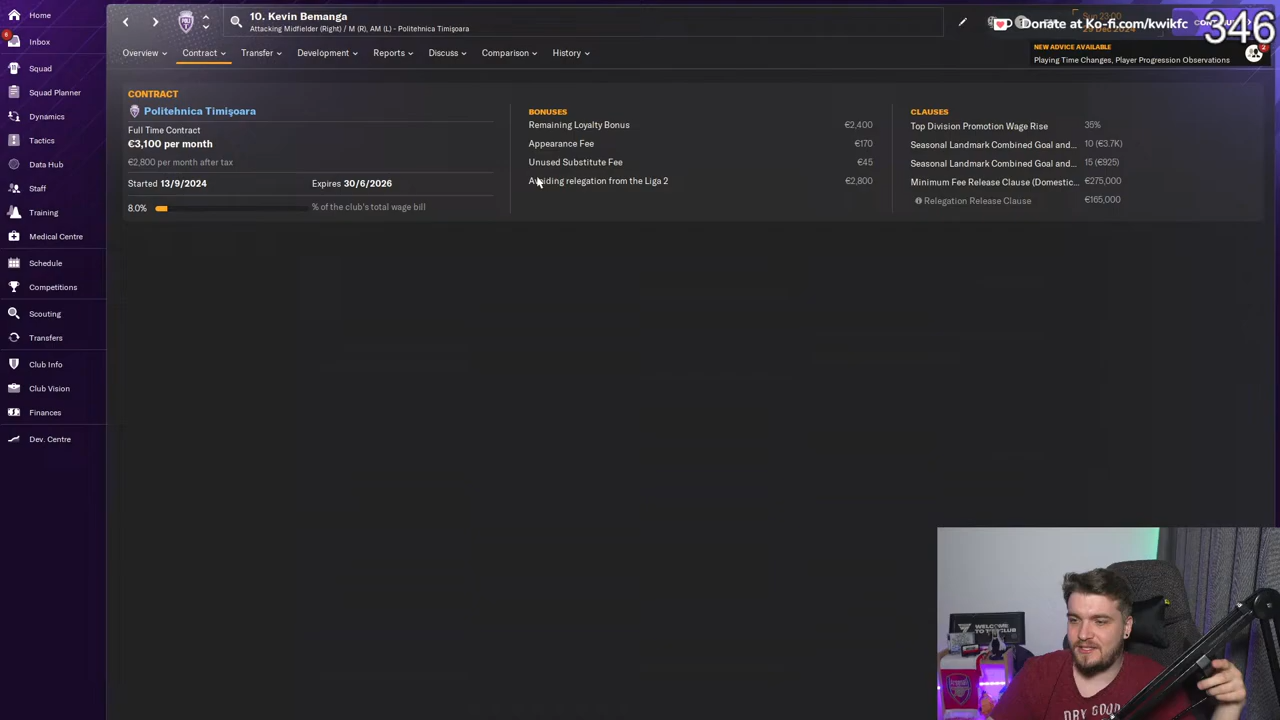 Home
6
Inbox
Squad
Squad Planner
Dynamics
Tactics
Data Hub
Staff
Training
Medical Centre
Schedule
Competitions
Scouting
Transfers
Club Info
Club Vision
Finances
Dev. Centre
10. Kevin Bemanga
Attacking Midfielder (Right) / M (R), AM (L) - Politehnica Timişoara
Donate at Ko-fi.com/kwikfc
346
Overview
Contract
Transfer
Development
Reports
Discuss
Comparison
History
NEW ADVICE AVAILABLE
Playing Time Changes, Player Progression Observations
2
CONTRACT
Politehnica Timişoara
Full Time Contract
€3,100 per month
€2,800 per month after tax
Started 13/9/2024 Expires 30/6/2026
8.0% % of the club's total wage bill
BONUSES
Remaining Loyalty Bonus €2,400
Appearance Fee €170
Unused Substitute Fee €45
Avoiding relegation from the Liga 2 €2,800
CLAUSES
Top Division Promotion Wage Rise 35%
Seasonal Landmark Combined Goal and... 10 (€3.7K)
Seasonal Landmark Combined Goal and... 15 (€925)
Minimum Fee Release Clause (Domestic... €275,000
Relegation Release Clause €165,000
WELCOME
DRY GOOD